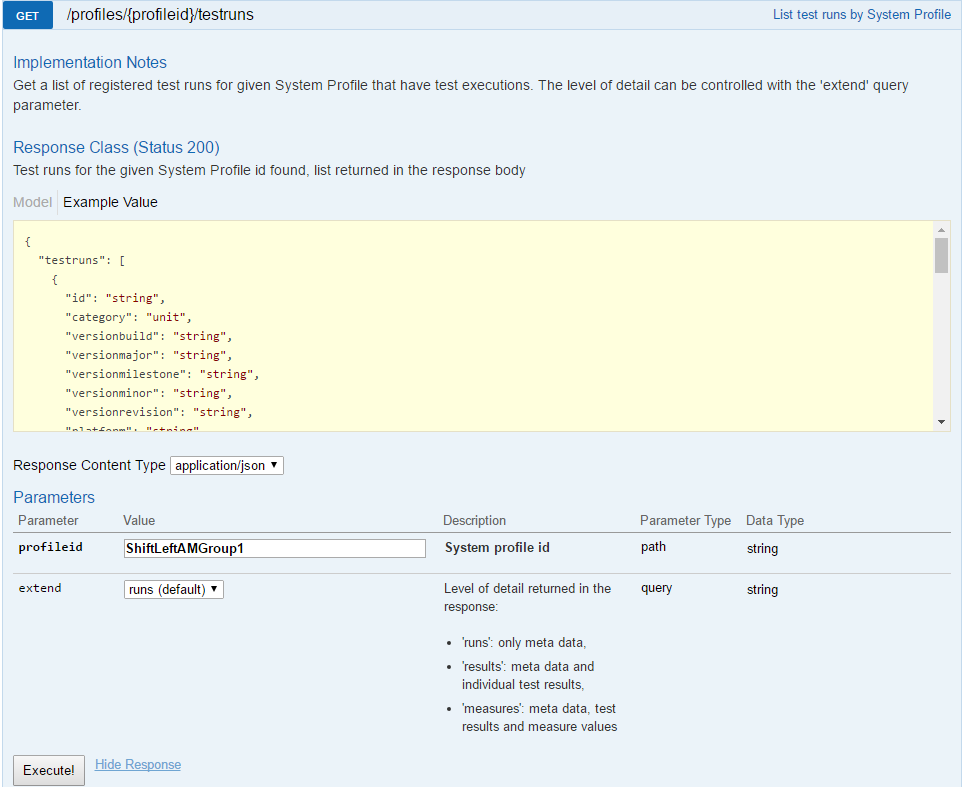 GET /profiles/{profileid}/testruns List test runs by System Profile
Implementation Notes
Get a list of registered test runs for given System Profile that have test executions. The level of detail can be controlled with the 'extend' query
parameter.
Response Class (Status 200)
Test runs for the given System Profile id found, list returned in the response body
Model Example Value
{
"testruns": [
{
"id": "string",
"category": "unit",
"versionbuild": "string",
"versionmajor": "string",
"versionmilestone": "string",
"versionminor": "string",
"versionrevision": "string",
"platform": "string"
Response Content Type application/json
Parameters
Parameter Value Description Parameter Type Data Type
profileid ShiftLeftAMGroup1 System profile id path string
extend runs (default) Level of detail returned in the query string
response:
• 'runs': only meta data,
• 'results': meta data and
individual test results,
• 'measures': meta data, test
results and measure values
Execute! Hide Response